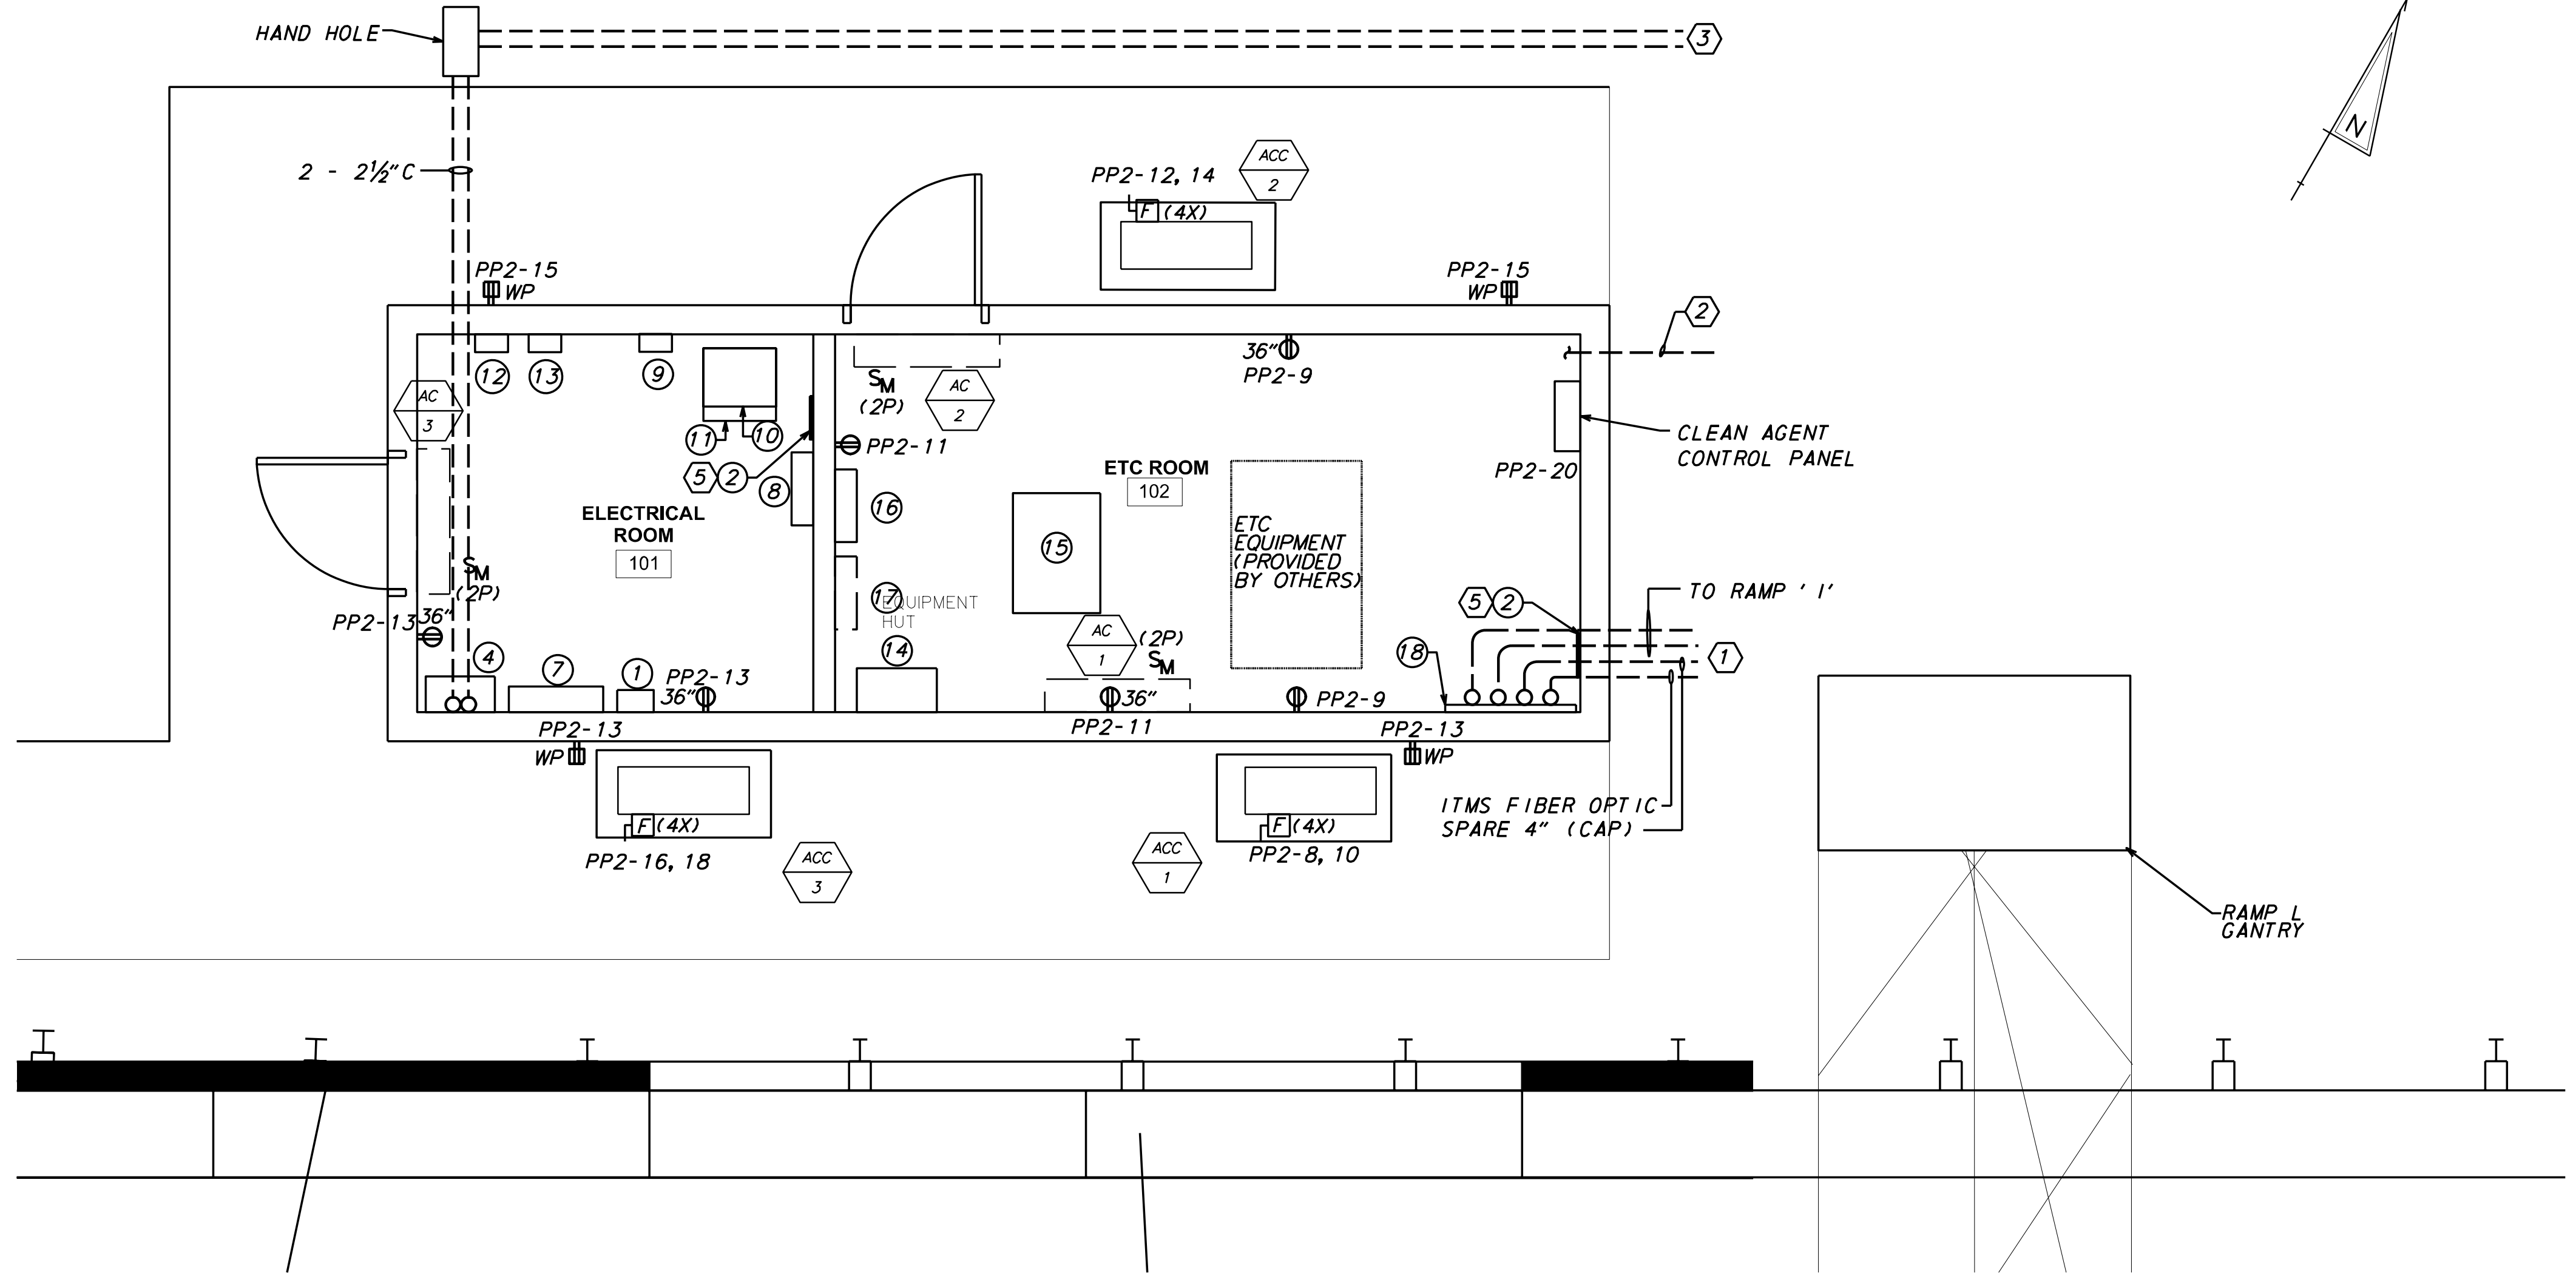 HAND HOLE
3
N
2 - 2½"C
PP2-12, 14
ACC
2
F (4X)
PP2-15
WP
PP2-15
WP
2
12
13
9
AC
3
11
10
5 2
8
SM
(2P)
AC
2
PP2-11
36"
PP2-9
CLEAN AGENT
CONTROL PANEL
PP2-20
ELECTRICAL
ROOM
101
ETC ROOM
102
16
15
17
EQUIPMENT
HUT
ETC
EQUIPMENT
(PROVIDED
BY OTHERS)
SM
(2P)
PP2-13 36"
4
7
1
PP2-13
36"
14
AC
1
(2P)
SM
36"
PP2-11
PP2-9
18
5 2
TO RAMP 'I'
1
PP2-13
WP
F (4X)
PP2-16, 18
ACC
3
ACC
1
PP2-13
WP
F (4X)
PP2-8, 10
ITMS FIBER OPTIC
SPARE 4" (CAP)
RAMP L
GANTRY